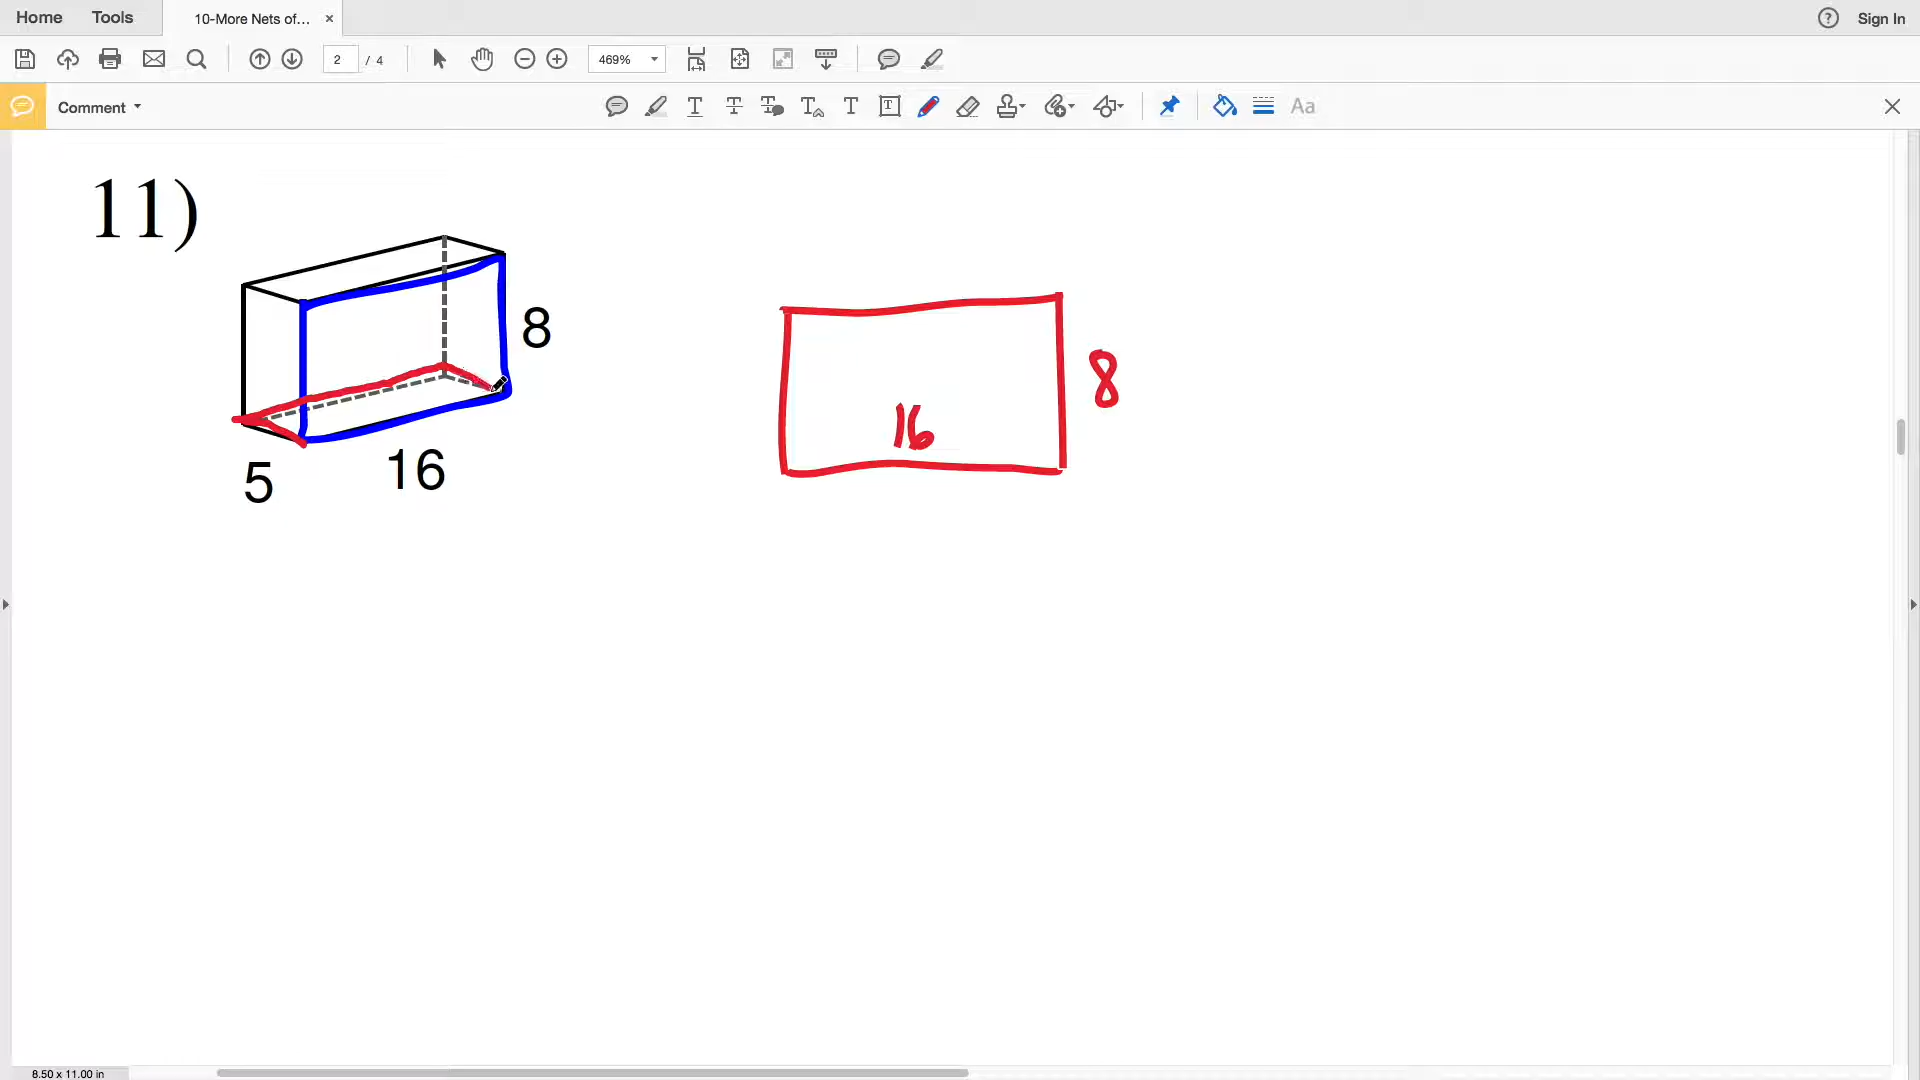 Home Tools 10-More Nets of... × ? Sign In
2 / 4 469%
Comment T T T T T T Aa
11)
8
5 16
8
16
8.50 x 11.00 in